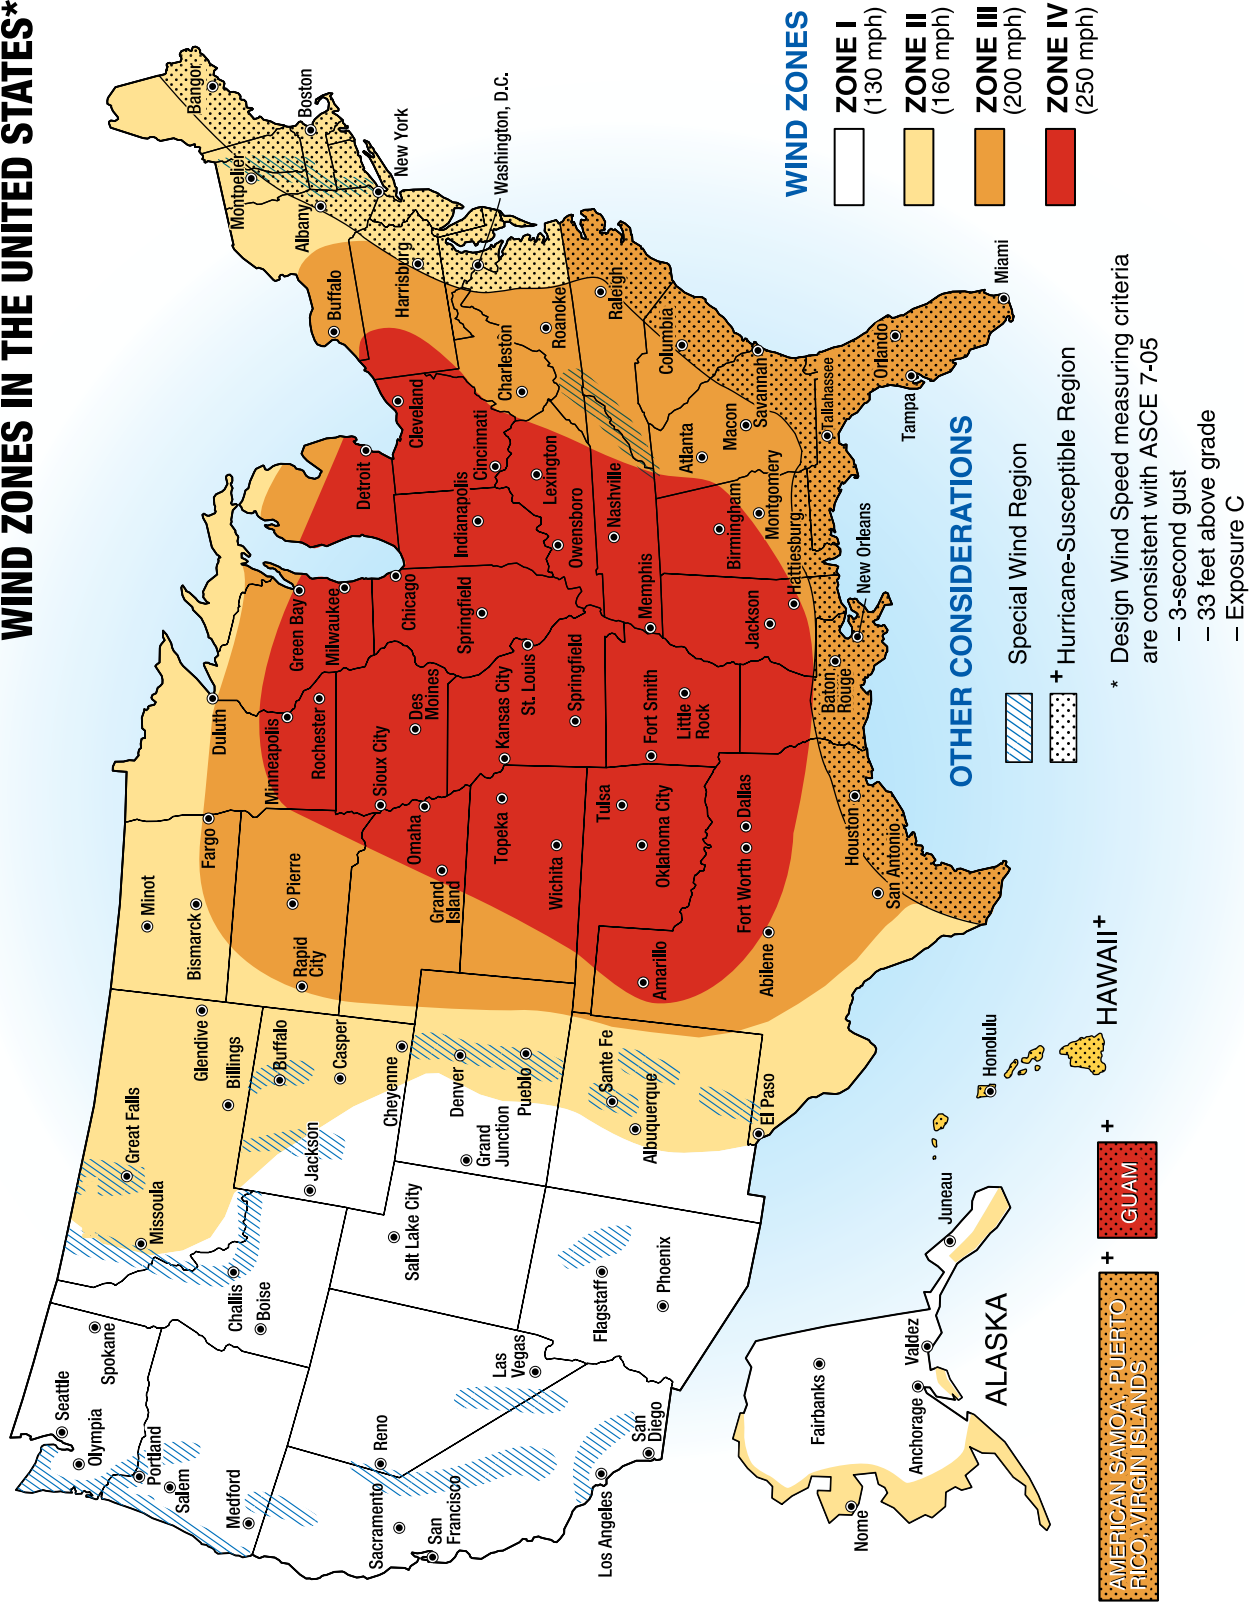 WIND ZONES IN THE UNITED STATES*
Seattle
Olympia
Spokane
Portland
Salem
Medford
Missoula
Great Falls
Glendive
Billings
Challis
Boise
Jackson
Buffalo
Casper
Cheyenne
Minot
Bismarck
Fargo
Pierre
Rapid
City
Duluth
Minneapolis
Rochester
Green Bay
Milwaukee
Sioux City
Des
Moines
Omaha
Grand
Island
Chicago
Springfield
Indianapolis
Detroit
Cleveland
Cincinnati
Buffalo
Harrisburg
Albany
Montpelier
Bangor
Boston
New York
Washington, D.C.
Charleston
Roanoke
Raleigh
Columbia
Lexington
Owensboro
Nashville
Memphis
Kansas City
St. Louis
Springfield
Topeka
Wichita
Denver
Pueblo
Grand
Junction
Salt Lake City
Reno
Sacramento
San
Francisco
Las
Vegas
Los Angeles
San
Diego
Flagstaff
Phoenix
Sante Fe
Albuquerque
El Paso
Amarillo
Tulsa
Oklahoma City
Fort Smith
Little
Rock
Fort Worth
Dallas
Abilene
Houston
San Antonio
Baton
Rouge
New Orleans
Jackson
Hattiesburg
Birmingham
Montgomery
Atlanta
Macon
Savannah
Tallahassee
Orlando
Tampa
Miami
Fairbanks
Anchorage
Nome
Valdez
Juneau
ALASKA
Honolulu
HAWAII+
AMERICAN SAMOA, PUERTO
RICO, VIRGIN ISLANDS
+
GUAM
+
WIND ZONES
ZONE I
(130 mph)
ZONE II
(160 mph)
ZONE III
(200 mph)
ZONE IV
(250 mph)
OTHER CONSIDERATIONS
Special Wind Region
+ Hurricane-Susceptible Region
* Design Wind Speed measuring criteria
are consistent with ASCE 7-05
– 3-second gust
– 33 feet above grade
– Exposure C